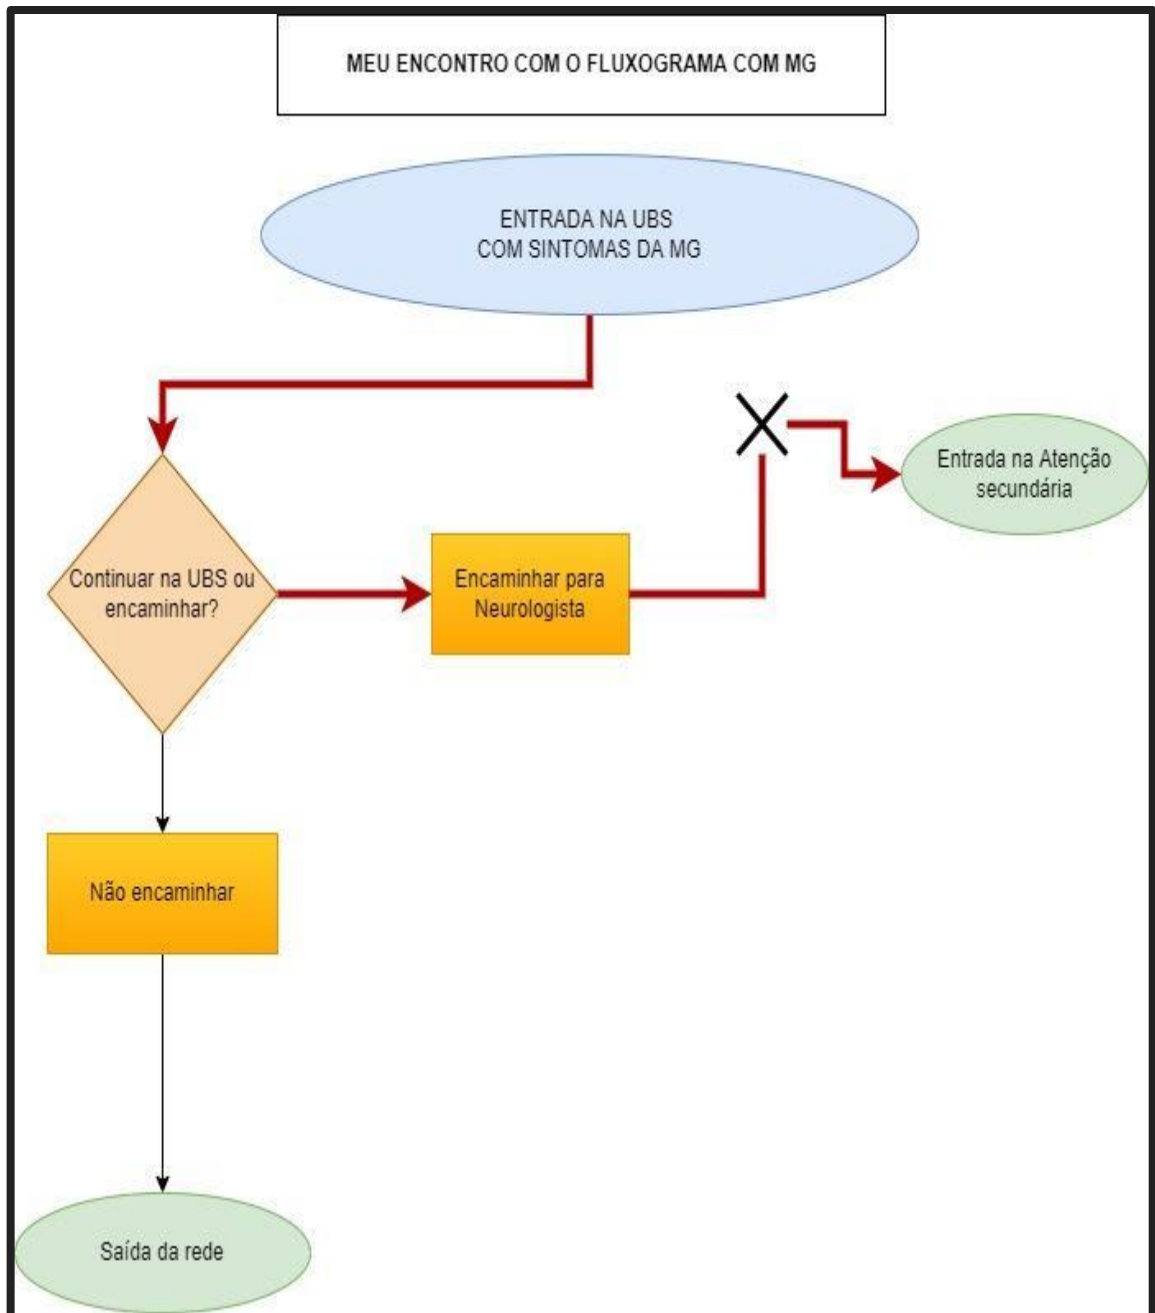 MEU ENCONTRO COM O FLUXOGRAMA COM MG
ENTRADA NA UBS
COM SINTOMAS DA MG
Entrada na Atenção
secundária
Continuar na UBS ou
encaminhar?
Encaminhar para
Neurologista
Não encaminhar
Saída da rede